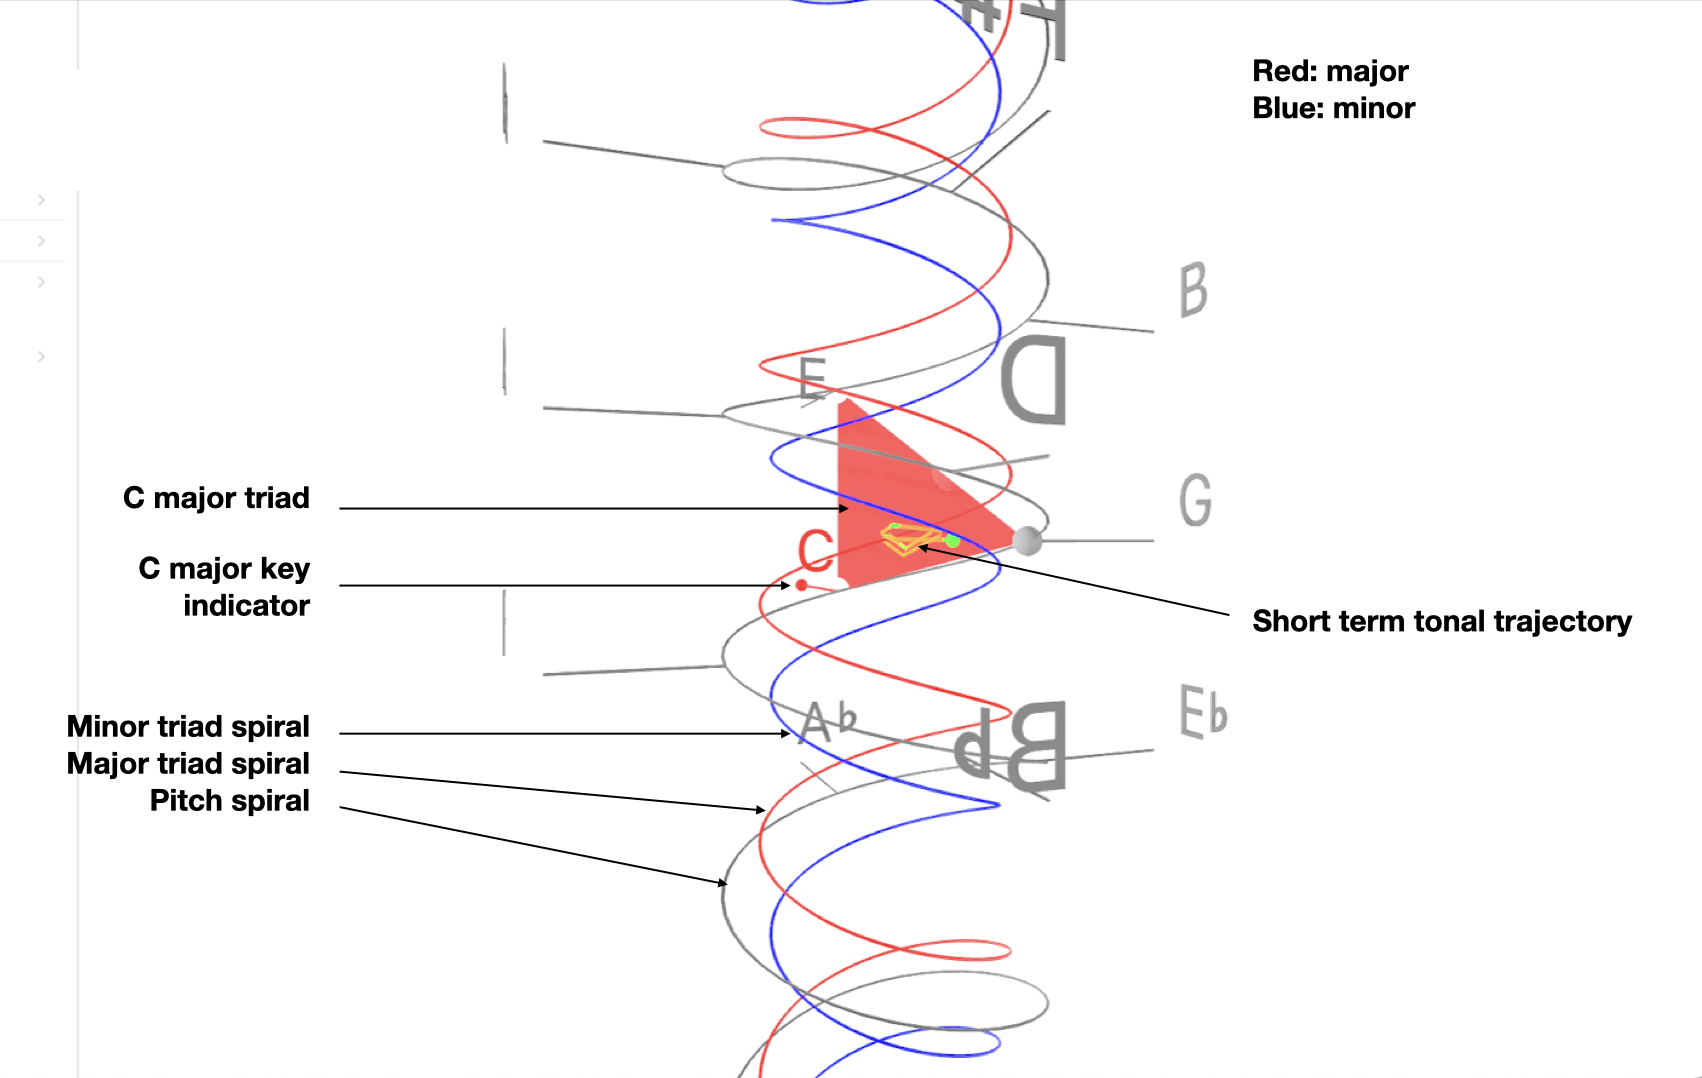 Red: major
Blue: minor
B
E
D
G
C major triad
C
C major key
indicator
Short term tonal trajectory
Minor triad spiral
Ab
Bb
Eb
Major triad spiral
Pitch spiral